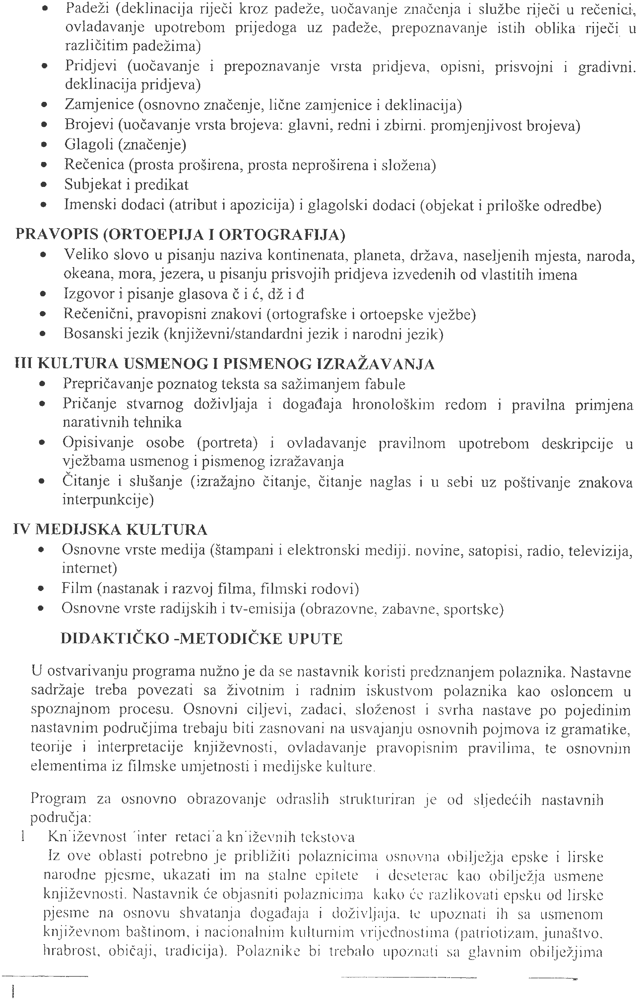 • Padeži (deklinacija riječi kroz padeže, uočavanje značenja i službe riječi u rečenici,
ovladavanje upotrebom prijedoga uz padeže, prepoznavanje istih oblika riječi u
različitim padežima)
• Pridjevi (uočavanje i prepoznavanje vrsta pridjeva, opisni, prisvojni i gradivni.
deklinacija pridjeva)
• Zamjenice (osnovno značenje, lične zamjenice i deklinacija)
• Brojevi (uočavanje vrsta brojeva: glavni, redni i zbirni. promjenjivost brojeva)
• Glagoli (značenje)
• Rečenica (prosta proširena, prosta neproširena i složena)
• Subjekat i predikat
• Imenski dodaci (atribut i apozicija) i glagolski dodaci (objekat i priloške odredbe)
PRAVOPIS (ORTOEPIJA I ORTOGRAFIJA)
• Veliko slovo u pisanju naziva kontinenata, planeta, država, naseljenih mjesta, naroda,
okeana, mora, jezera, u pisanju prisvojih pridjeva izvedenih od vlastitih imena
• Izgovor i pisanje glasova č i ć, dž i đ
• Rečenični, pravopisni znakovi (ortografske i ortoepske vježbe)
• Bosanski jezik (književni/standardni jezik i narodni jezik)
III KULTURA USMENOG I PISMENOG IZRAŽAVANJA
• Prepričavanje poznatog teksta sa sažimanjem fabule
• Pričanje stvarnog doživljaja i događaja hronološkim redom i pravilna primjena
narativnih tehnika
• Opisivanje osobe (portreta) i ovladavanje pravilnom upotrebom deskripcije u
vježbama usmenog i pismenog izražavanja
• Čitanje i slušanje (izražajno čitanje, čitanje naglas i u sebi uz poštivanje znakova
interpunkcije)
IV MEDIJSKA KULTURA
• Osnovne vrste medija (štampani i elektronski mediji. novine, satopisi, radio, televizija,
internet)
• Film (nastanak i razvoj filma, filmski rodovi)
• Osnovne vrste radijskih i tv-emisija (obrazovne, zabavne, sportske)
DIDAKTIČKO -METODIČKE UPUTE
U ostvarivanju programa nužno je da se nastavnik koristi predznanjem polaznika. Nastavne
sadržaje treba povezati sa životnim i radnim iskustvom polaznika kao osloncem u
spoznajnom procesu. Osnovni ciljevi, zadaci, složenost i svrha nastave po pojedinim
nastavnim područjima trebaju biti zasnovani na usvajanju osnovnih pojmova iz gramatike,
teorije i interpretacije književnosti, ovladavanje pravopisnim pravilima, te osnovnim
elementima iz filmske umjetnosti i medijske kulture.
Program za osnovno obrazovanje odraslih strukturiran je od sljedećih nastavnih
područja:
1 Književnost interpretacija književnih tekstova
Iz ove oblasti potrebno je približiti polaznicima osnovna obilježja epske i lirske
narodne pjesme, ukazati im na stalne epitete i deseterac kao obilježja usmene
književnosti. Nastavnik će objasniti polaznicima kako će razlikovati epsku od lirske
pjesme na osnovu shvatanja događaja i doživljaja, te upoznati ih sa usmenom
književnom baštinom, i nacionalnim kulturnim vrijednostima (patriotizam, junaštvo,
hrabrost, običaji, tradicija). Polaznike bi trebalo upoznati sa glavnim obilježjima